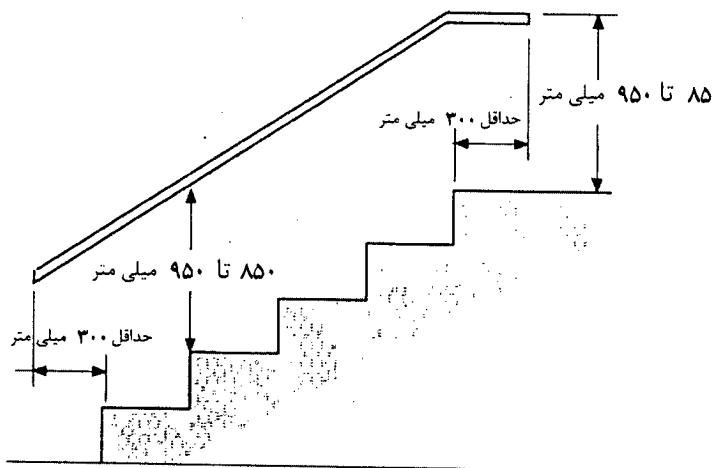 ۸۵ تا ۹۵۰ میلی متر
حداقل ۳۰۰ میلی متر
۸۵۰ تا ۹۵۰ میلی متر
حداقل ۳۰۰ میلی متر